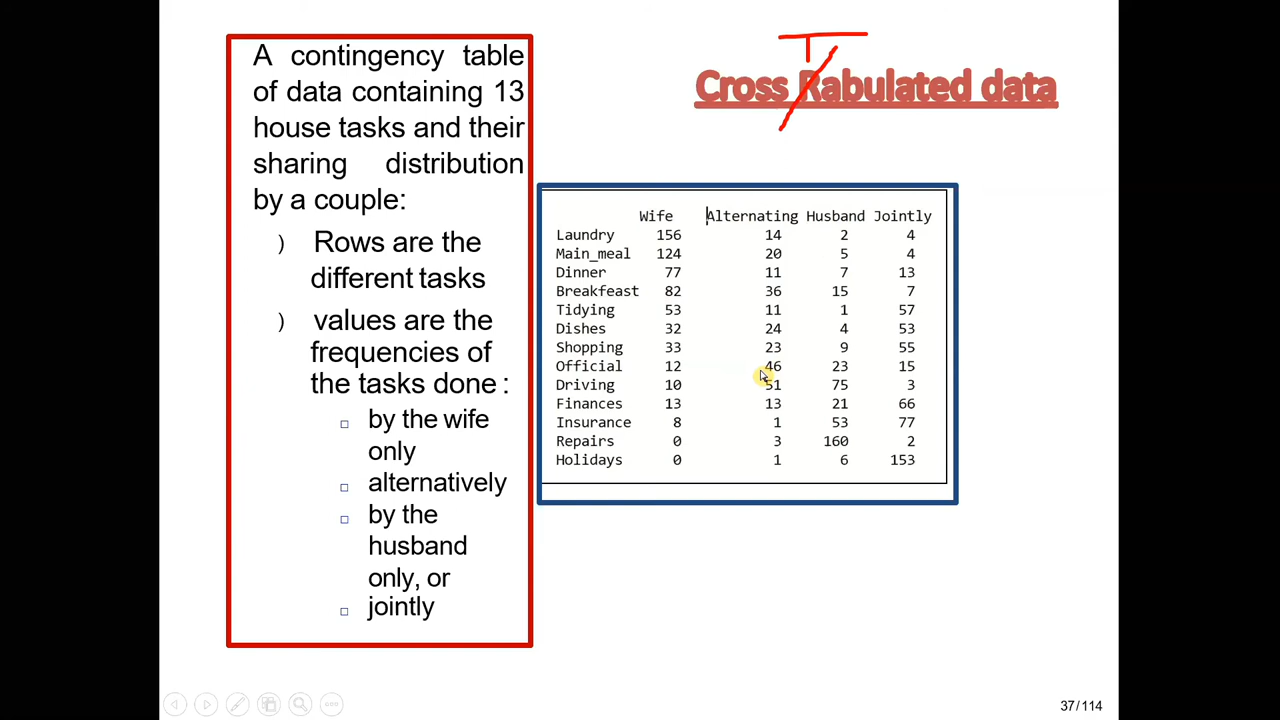 A contingency table
of data containing 13
house tasks and their
sharing distribution
by a couple:
) Rows are the
different tasks
) values are the
frequencies of
the tasks done :
□ by the wife
only
□ alternatively
□ by the
husband
only, or
□ jointly
T
Cross Rabulated data
Wife Alternating Husband Jointly
Laundry 156 14 2 4
Main_meal 124 20 5 4
Dinner 77 11 7 13
Breakfeast 82 36 15 7
Tidying 53 11 1 57
Dishes 32 24 4 53
Shopping 33 23 9 55
Official 12 46 23 15
Driving 10 51 75 3
Finances 13 13 21 66
Insurance 8 1 53 77
Repairs 0 3 160 2
Holidays 0 1 6 153
37/114